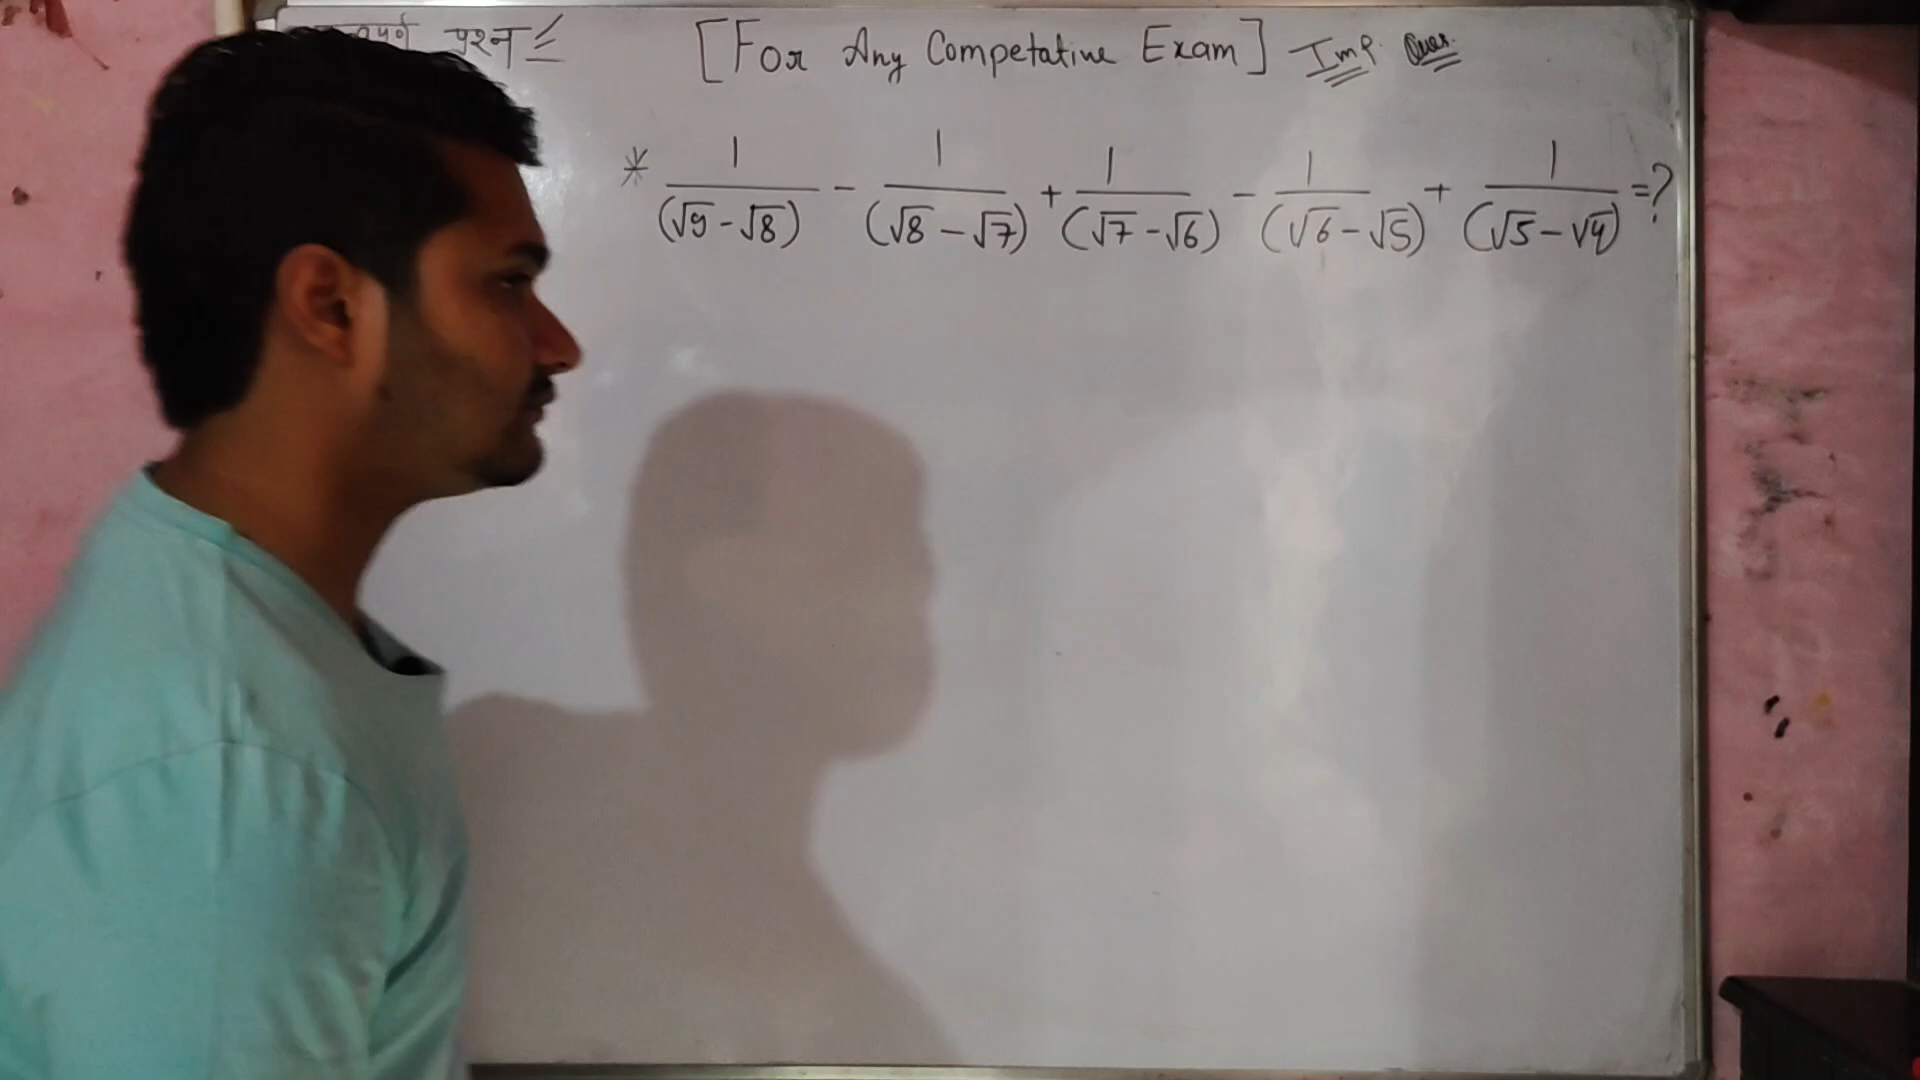 प्रश्न
[For Any Competative Exam] Imp. Ques.
* 1/(√9-√8) - 1/(√8-√7) + 1/(√7-√6) - 1/(√6-√5) + 1/(√5-√4) =?